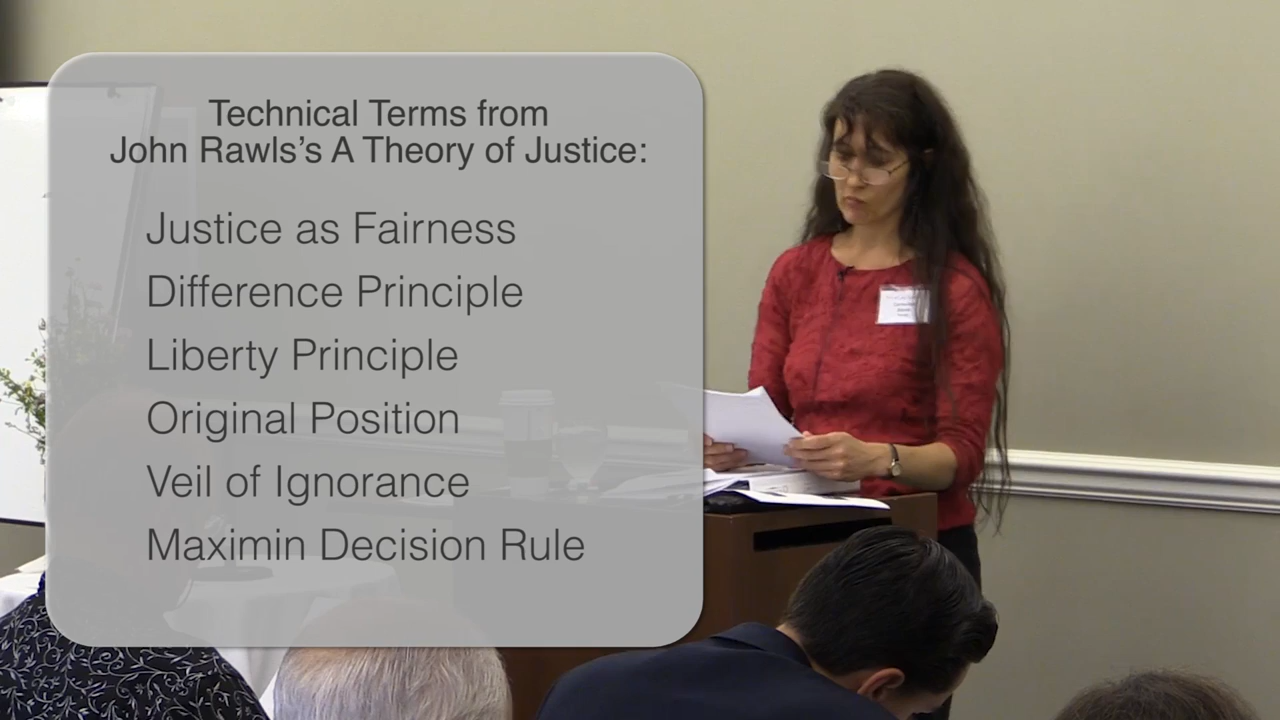 Technical Terms from
John Rawls's A Theory of Justice:
Justice as Fairness
Difference Principle
Liberty Principle
Original Position
Veil of Ignorance
Maximin Decision Rule